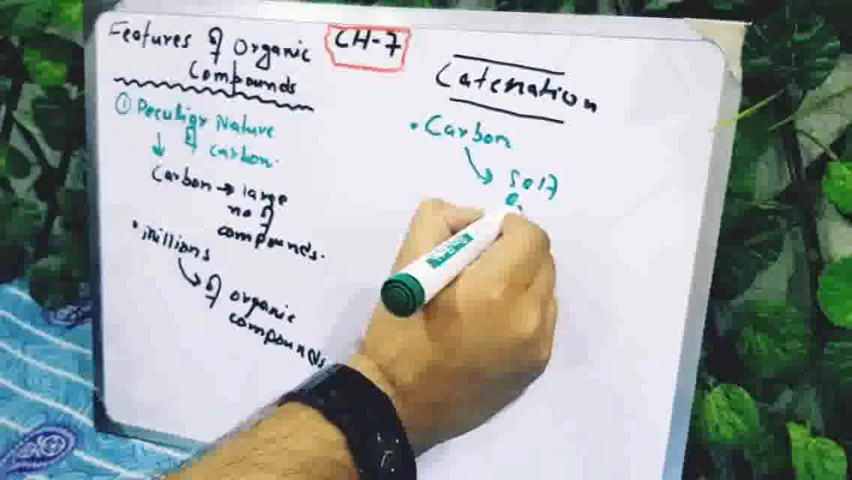 Features of Organic
Compounds
CH-7
① Peculiar Nature
of carbon.
Carbon → large
no of
compounds.
• millions
of organic
compounds
Catenation
• Carbon
Self